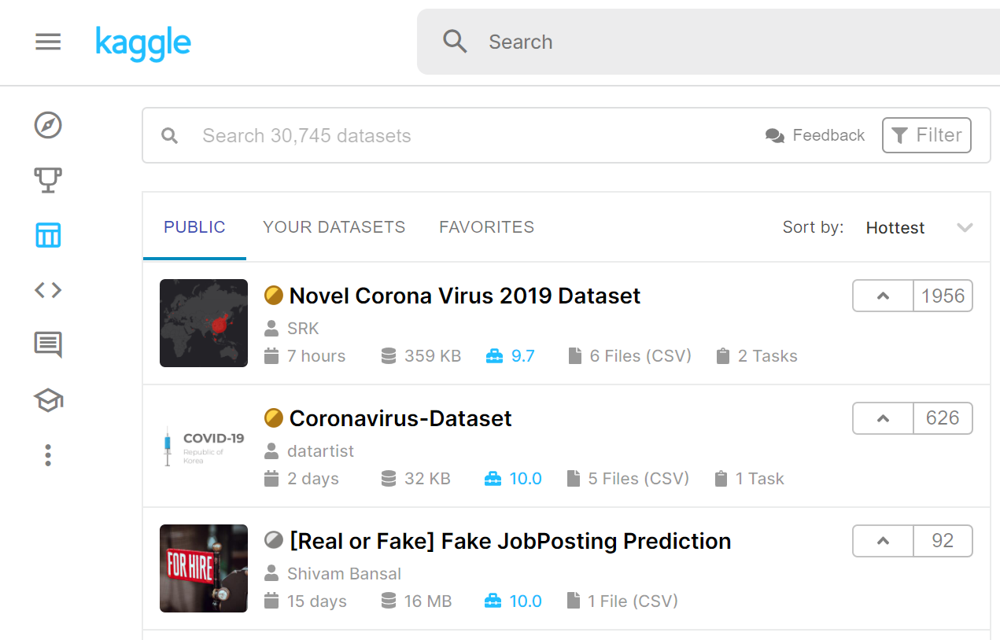 kaggle
Search
Search 30,745 datasets
Feedback
Filter
PUBLIC YOUR DATASETS FAVORITES
Sort by: Hottest
Novel Corona Virus 2019 Dataset
1956
SRK
7 hours 359 KB 9.7 6 Files (CSV) 2 Tasks
COVID-19
Republic of
Korea
Coronavirus-Dataset
626
datartist
2 days 32 KB 10.0 5 Files (CSV) 1 Task
FOR HIRE
[Real or Fake] Fake JobPosting Prediction
92
Shivam Bansal
15 days 16 MB 10.0 1 File (CSV)